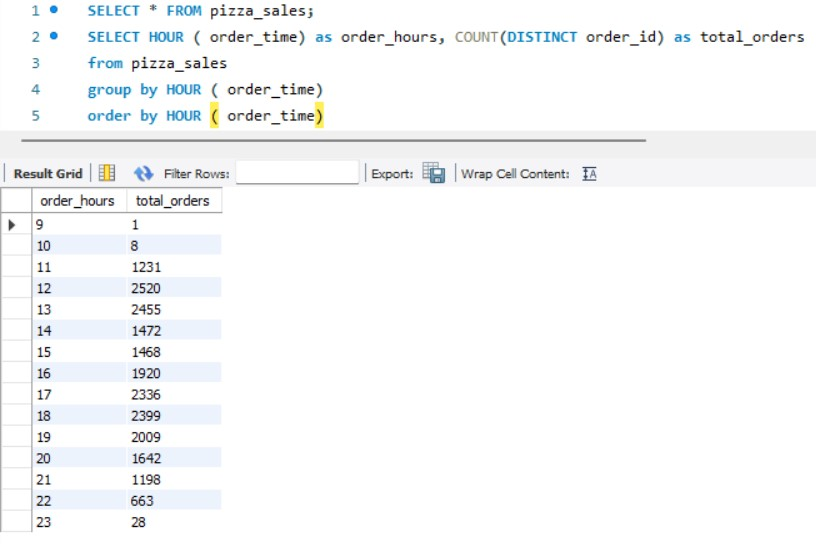 1 SELECT * FROM pizza_sales;
2 SELECT HOUR ( order_time) as order_hours, COUNT(DISTINCT order_id) as total_orders
3 from pizza_sales
4 group by HOUR ( order_time)
5 order by HOUR ( order_time)
Result Grid Filter Rows: Export: Wrap Cell Content: IA
order_hours total_orders
9 1
10 8
11 1231
12 2520
13 2455
14 1472
15 1468
16 1920
17 2336
18 2399
19 2009
20 1642
21 1198
22 663
23 28